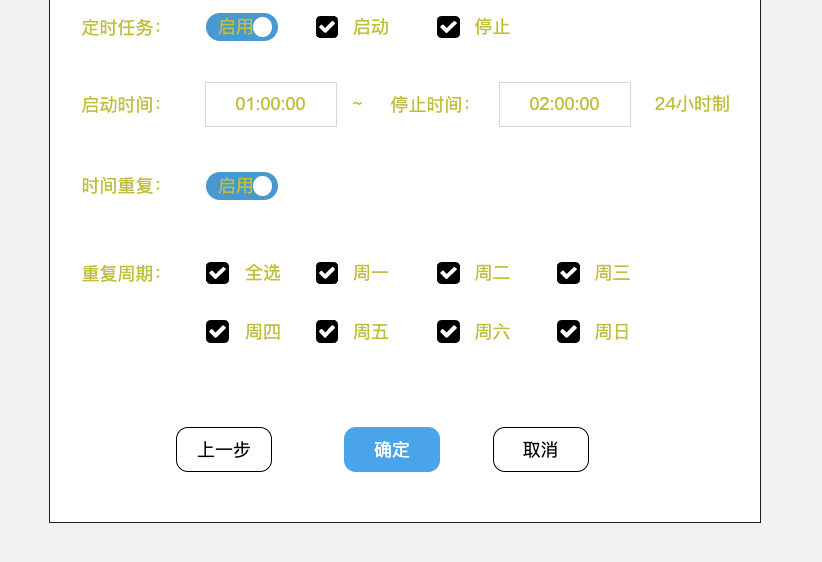 定时任务： 启用 启动 停止
启动时间： 01:00:00 ~ 停止时间： 02:00:00 24小时制
时间重复： 启用
重复周期： 全选 周一 周二 周三
周四 周五 周六 周日
上一步 确定 取消